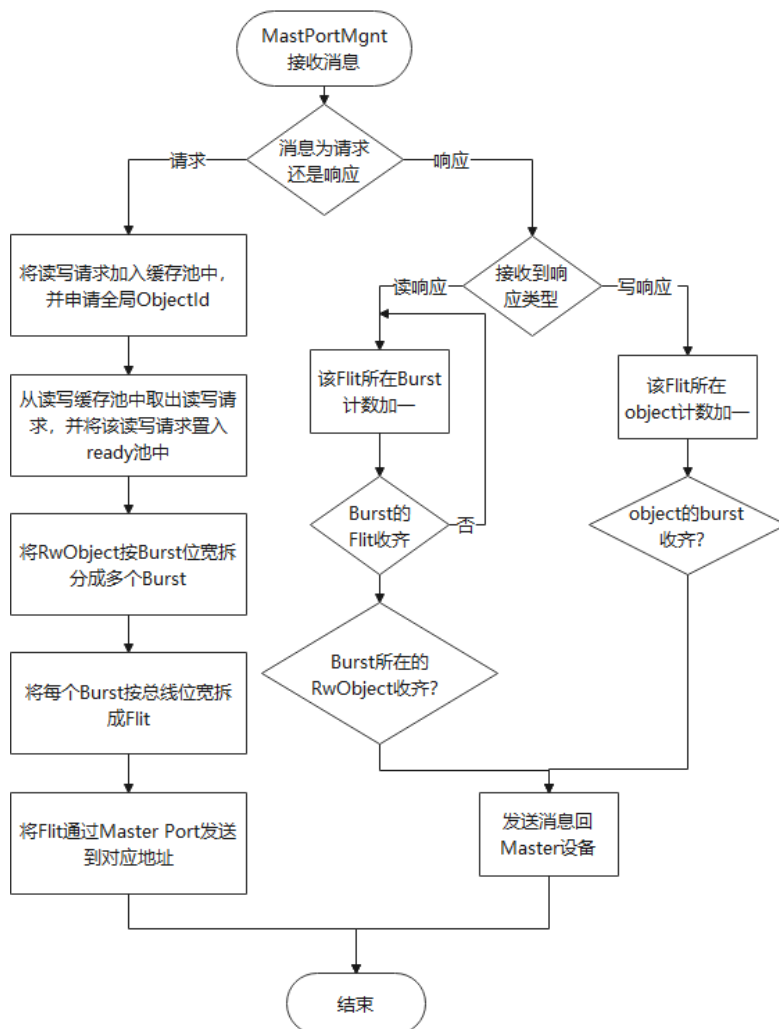 MastPortMgnt
接收消息
消息为请求
还是响应
请求
响应
将读写请求加入缓存池中，
并申请全局ObjectId
从读写缓存池中取出读写请
求，并将该读写请求置入
ready池中
将RwObject按Burst位宽拆
分成多个Burst
将每个Burst按总线位宽拆
成Flit
将Flit通过Master Port发送
到对应地址
接收到响
应类型
读响应
写响应
该Flit所在Burst
计数加一
Burst的
Flit收齐
否
Burst所在的
RwObject收齐？
该Flit所在
object计数加一
object的burst
收齐？
发送消息回
Master设备
结束